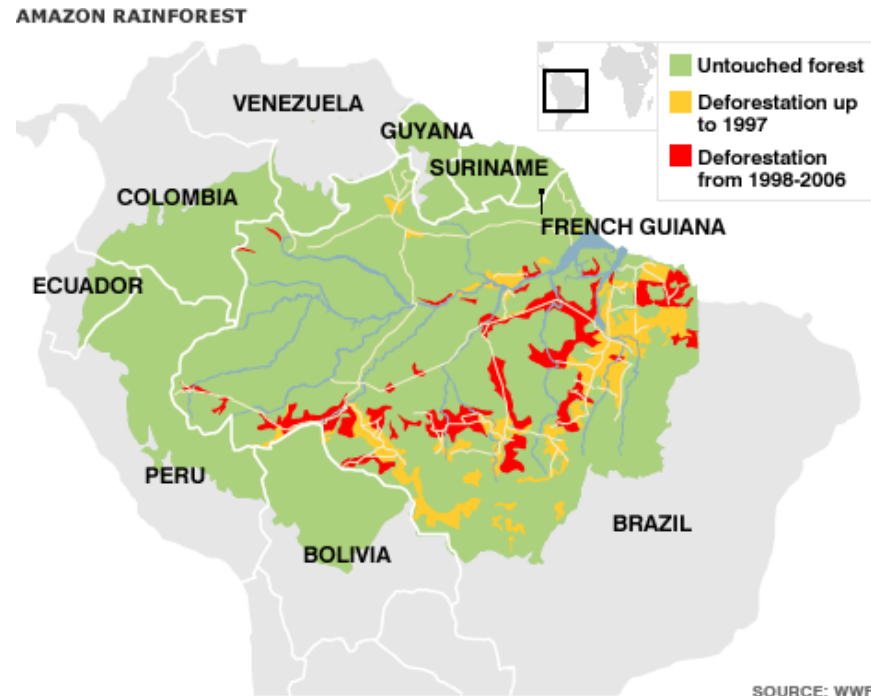 AMAZON RAINFOREST
Untouched forest
Deforestation up
to 1997
Deforestation
from 1998-2006
VENEZUELA
GUYANA
SURINAME
COLOMBIA
FRENCH GUIANA
ECUADOR
PERU
BRAZIL
BOLIVIA
SOURCE: WWF